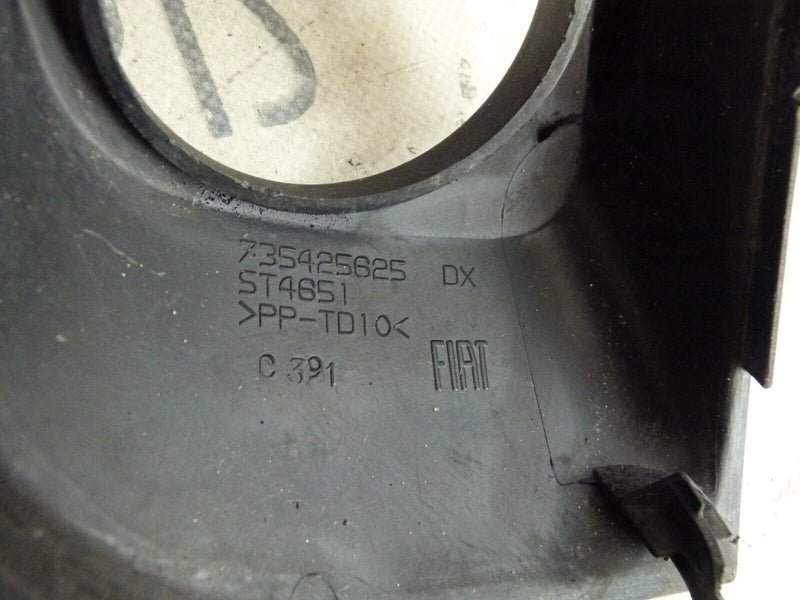 735425625 DX
ST4651
>PP-TD10<
C 391 FIAT